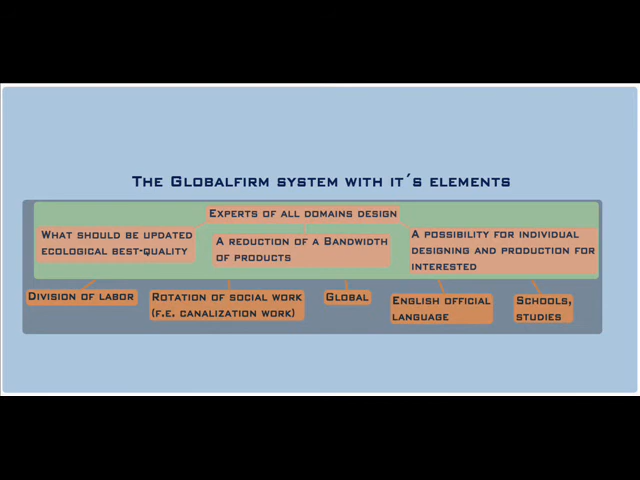 The Globalfirm system with it´s elements
Experts of all domains design
What should be updated
ecological best-quality
A reduction of a Bandwidth
of products
A possibility for individual
designing and production for
interested
Division of labor
Rotation of social work
(f.e. canalization work)
Global
English official
language
Schools,
studies